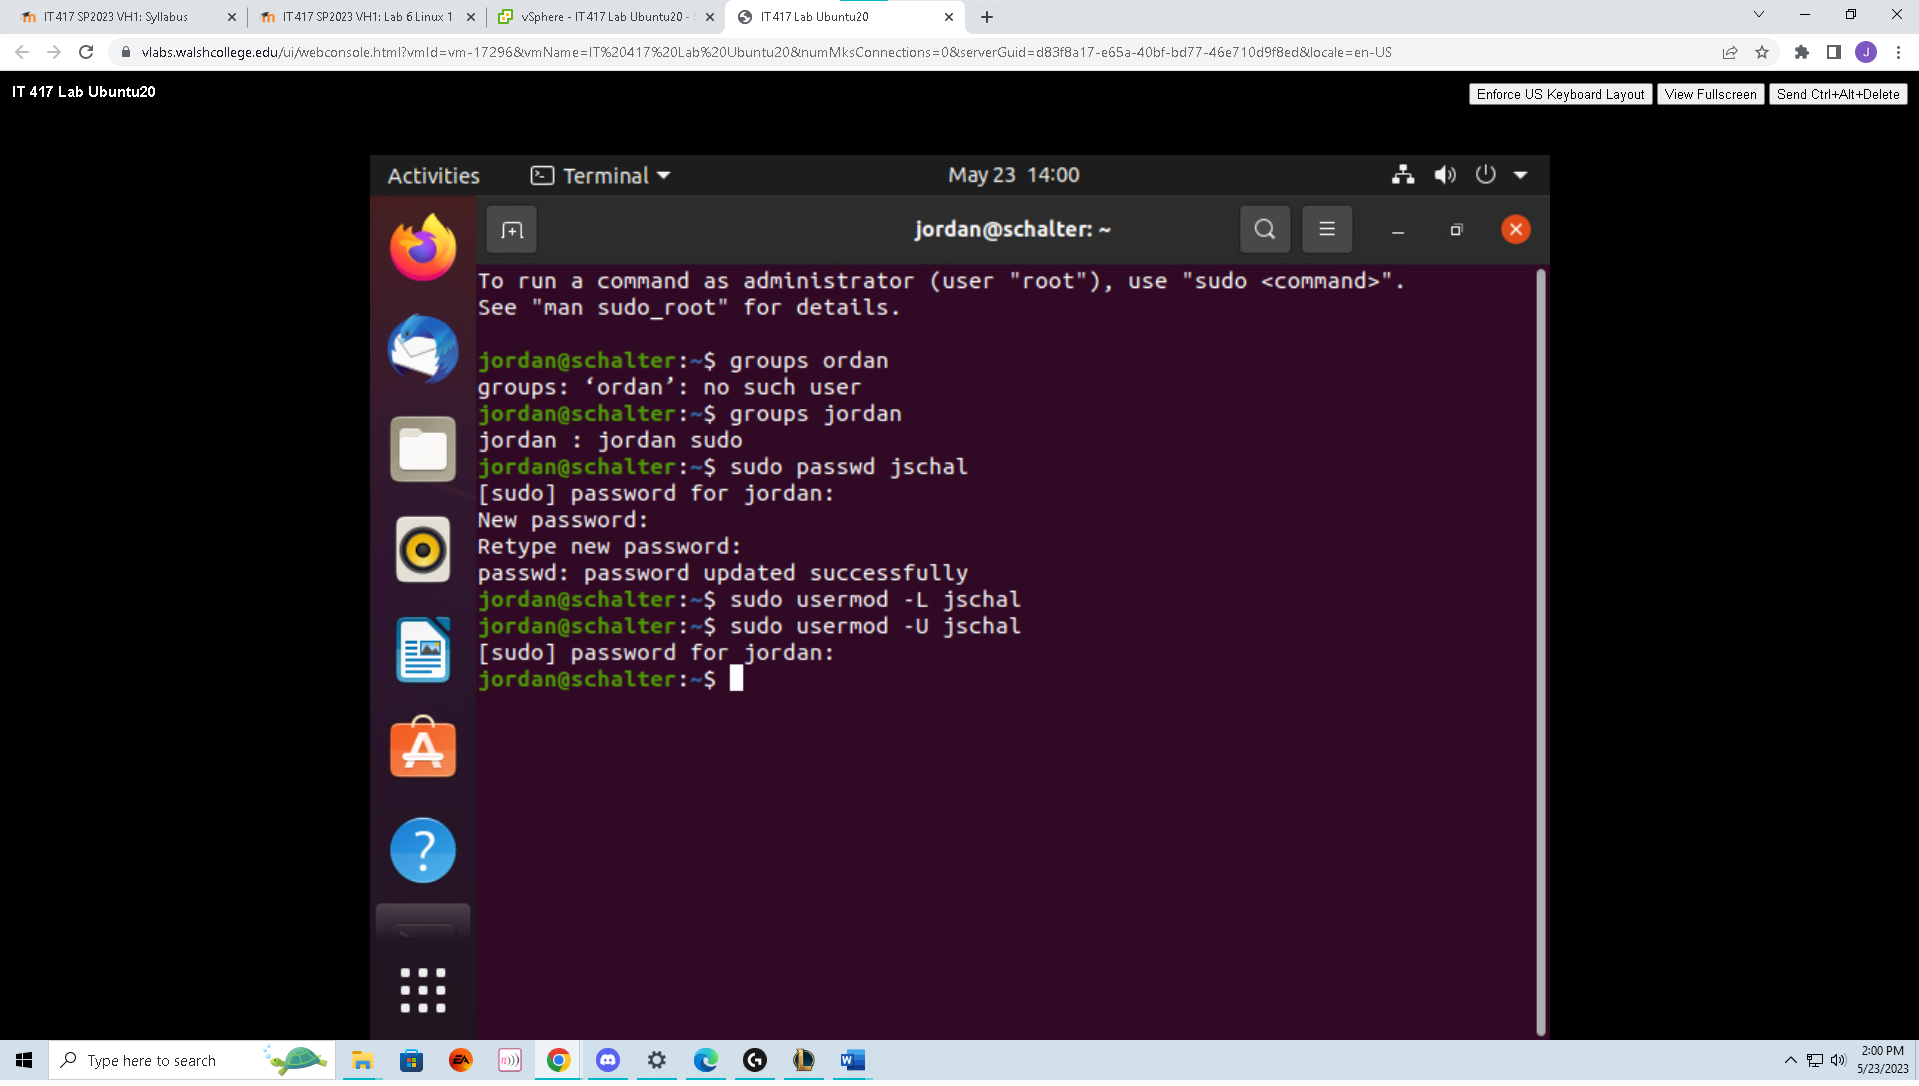 IT417 SP2023 VH1: Syllabus
IT417 SP2023 VH1: Lab 6 Linux 1
vSphere - IT417 Lab Ubuntu20 -
IT417 Lab Ubuntu20
vlabs.walshcollege.edu/ui/webconsole.html?vmId=vm-17296&vmName=IT%20417%20Lab%20Ubuntu20&numMksConnections=0&serverGuid=d83f8a17-e65a-40bf-bd77-46e710d9f8ed&locale=en-US
J
IT 417 Lab Ubuntu20
Enforce US Keyboard Layout
View Fullscreen
Send Ctrl+Alt+Delete
Activities
Terminal
May 23 14:00
jordan@schalter: ~
To run a command as administrator (user "root"), use "sudo <command>".
See "man sudo_root" for details.
jordan@schalter:~$ groups ordan
groups: ‘ordan’: no such user
jordan@schalter:~$ groups jordan
jordan : jordan sudo
jordan@schalter:~$ sudo passwd jschal
[sudo] password for jordan:
New password:
Retype new password:
passwd: password updated successfully
jordan@schalter:~$ sudo usermod -L jschal
jordan@schalter:~$ sudo usermod -U jschal
[sudo] password for jordan:
jordan@schalter:~$
Type here to search
EA
2:00 PM
5/23/2023